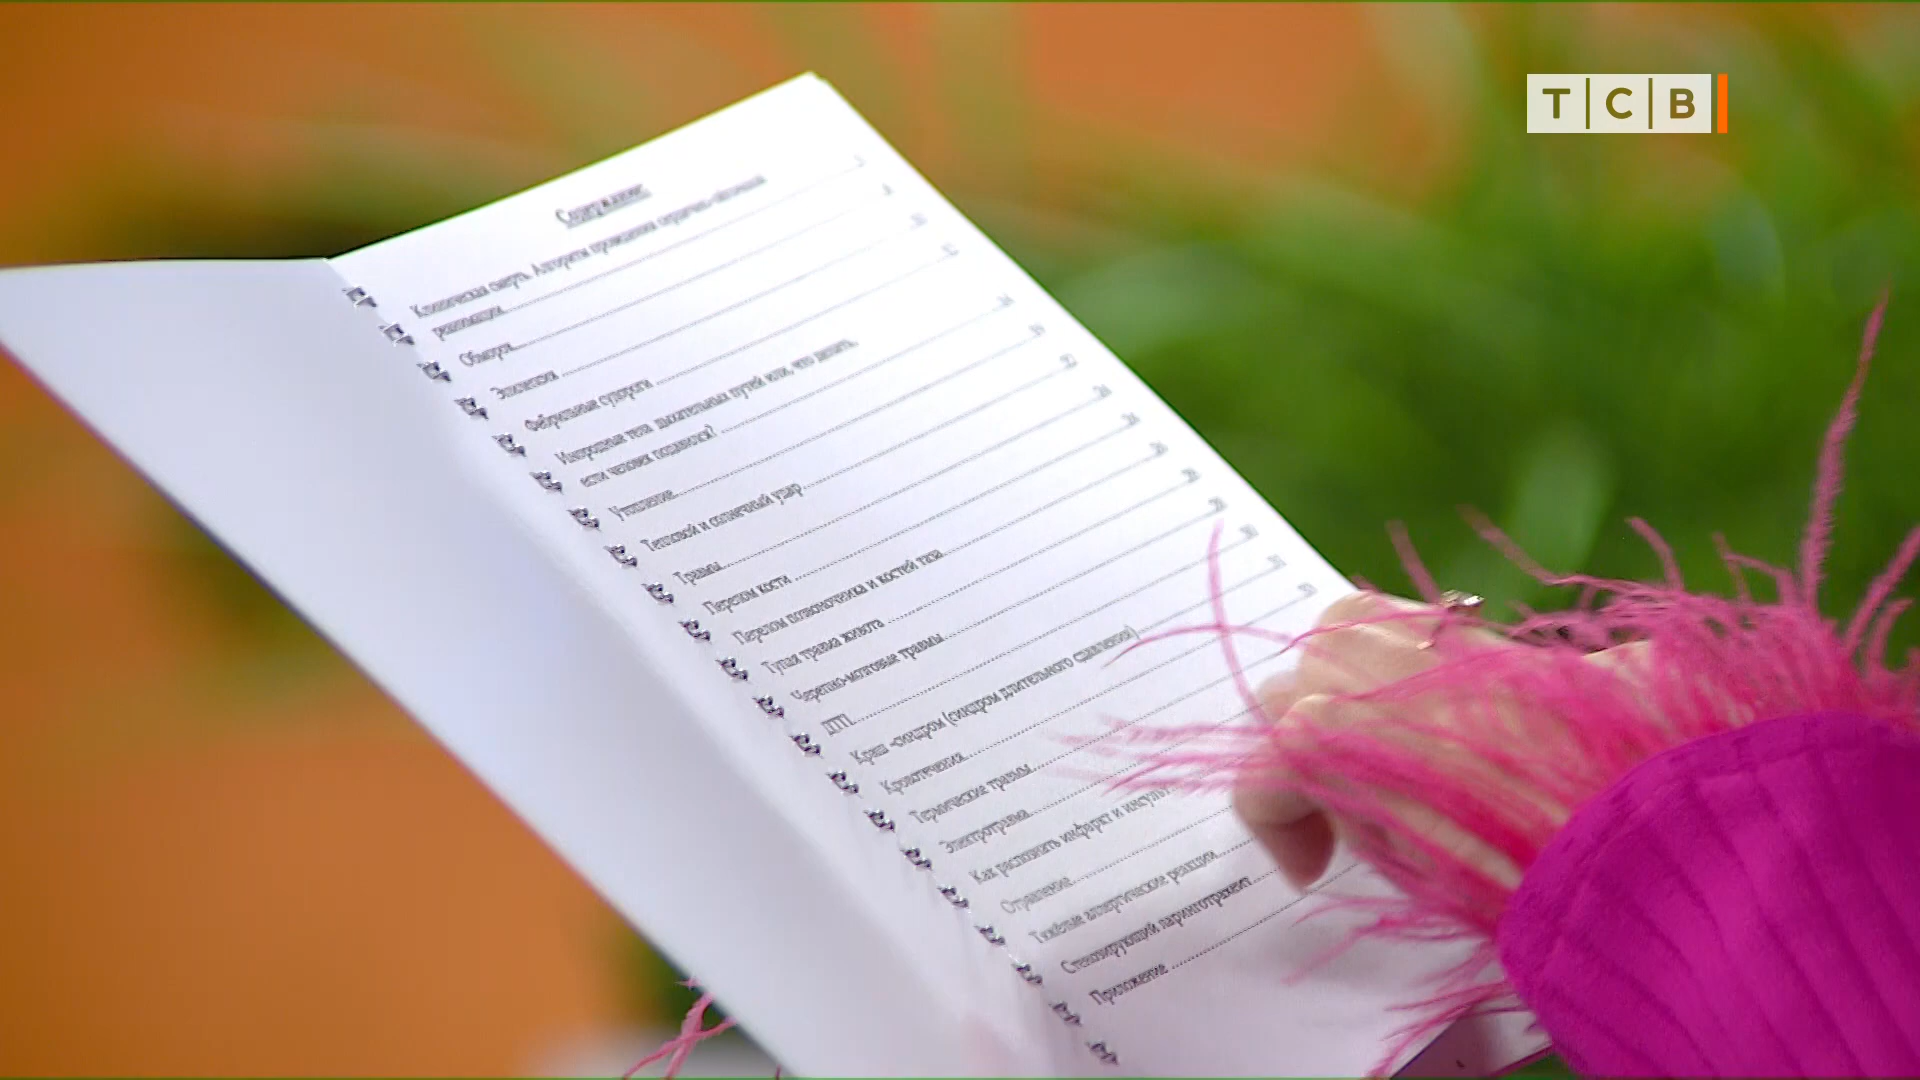 ТСВ
Содержание
Клиническая смерть. Алгоритм проведения сердечно-лёгочной
реанимации
Обморок
Эпилепсия
Фебрильные судороги
Инородные тела дыхательных путей или, что делать,
если человек подавился?
Утопление
Тепловой и солнечный удар
Травмы
Перелом кости
Перелом позвоночника и костей таза
Тупая травма живота
Черепно-мозговые травмы
ДТП
Краш-синдром (синдром длительного сдавления)
Кровотечения
Термические травмы
Электротравма
Как распознать инфаркт и инсульт
Отравление
Тяжёлые аллергические реакции
Стенозирующий ларинготрахеит
Приложение